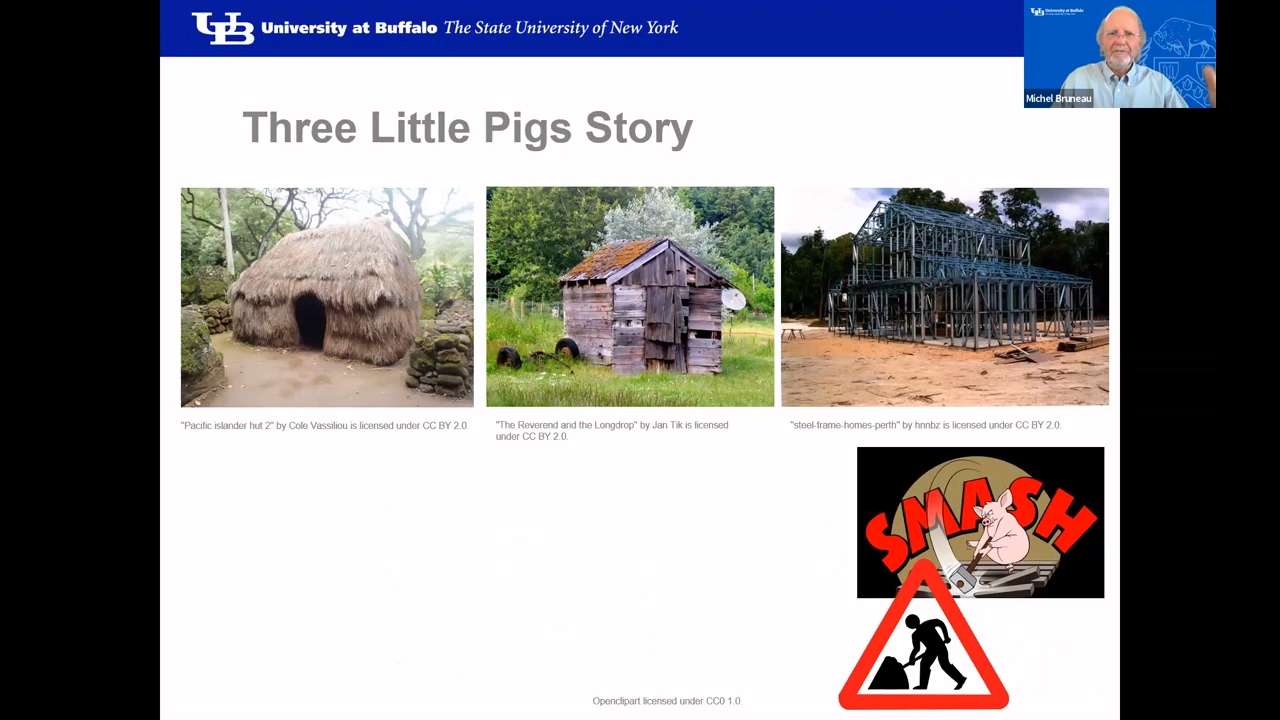 UB University at Buffalo The State University of New York
Michel Bruneau
Three Little Pigs Story
"Pacific islander hut 2" by Cole Vassiliou is licensed under CC BY 2.0.
"The Reverend and the Longdrop" by Jan Tik is licensed
under CC BY 2.0.
"steel-frame-homes-perth" by hnnbz is licensed under CC BY 2.0.
SMASH
Openclipart licensed under CC0 1.0.